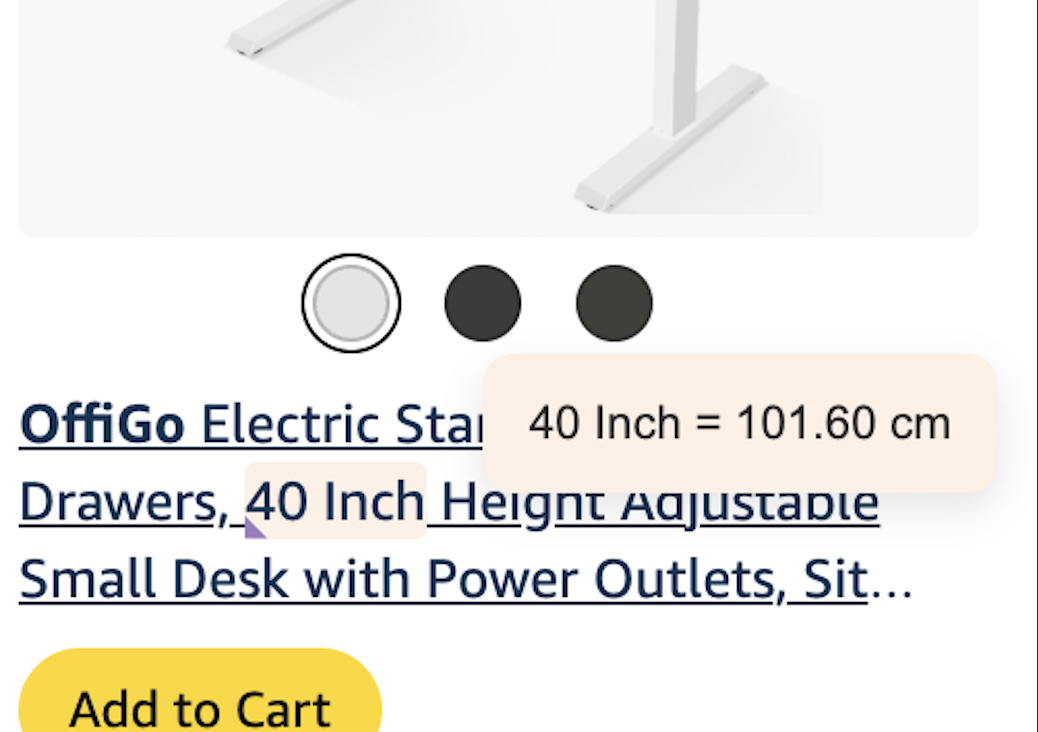 OffiGo Electric
40 Inch = 101.60 cm
Drawers, 40 Inch Height Adjustable
Small Desk with Power Outlets, Sit...
Add to Cart